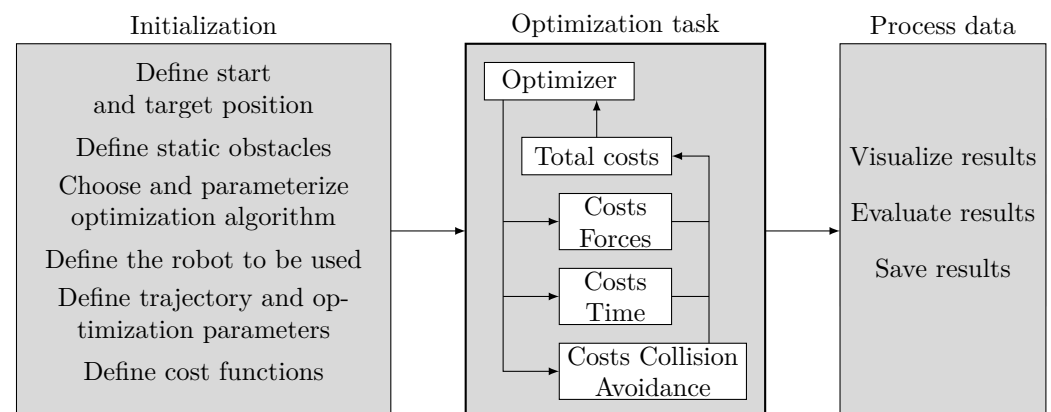 Initialization
Define start
and target position
Define static obstacles
Choose and parameterize
optimization algorithm
Define the robot to be used
Define trajectory and op-
timization parameters
Define cost functions
Optimization task
Optimizer
Total costs
Costs
Forces
Costs
Time
Costs Collision
Avoidance
Process data
Visualize results
Evaluate results
Save results